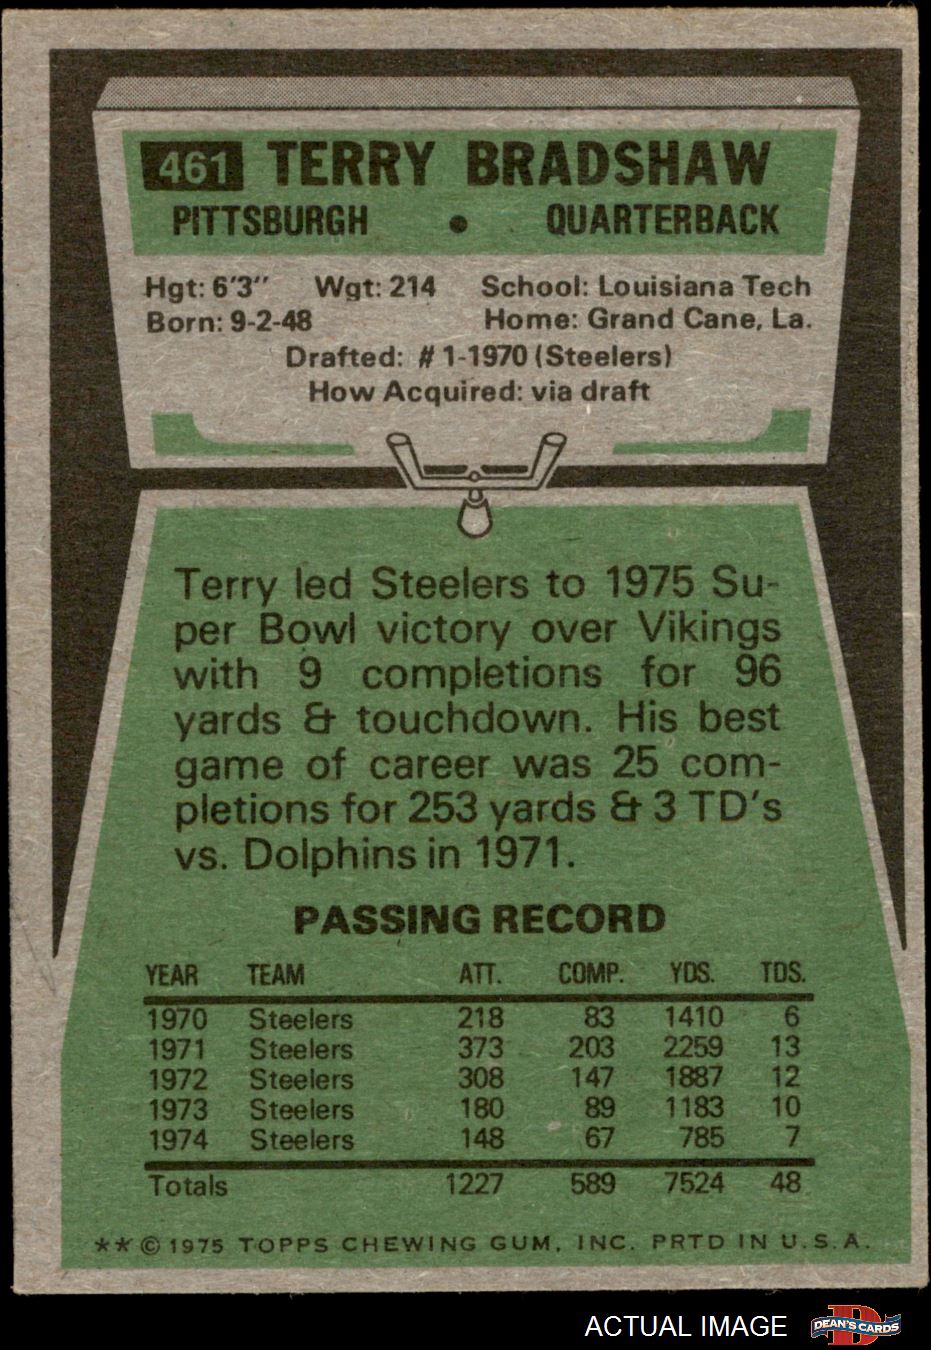 461 TERRY BRADSHAW
PITTSBURGH • QUARTERBACK
Hgt: 6'3" Wgt: 214 School: Louisiana Tech
Born: 9-2-48 Home: Grand Cane, La.
Drafted: # 1-1970 (Steelers)
How Acquired: via draft
Terry led Steelers to 1975 Su-
per Bowl victory over Vikings
with 9 completions for 96
yards & touchdown. His best
game of career was 25 com-
pletions for 253 yards & 3 TD's
vs. Dolphins in 1971.
PASSING RECORD
YEAR TEAM ATT. COMP. YDS. TDS.
1970 Steelers 218 83 1410 6
1971 Steelers 373 203 2259 13
1972 Steelers 308 147 1887 12
1973 Steelers 180 89 1183 10
1974 Steelers 148 67 785 7
Totals 1227 589 7524 48
**© 1975 TOPPS CHEWING GUM, INC. PRTD IN U.S.A.
ACTUAL IMAGE D DEAN'S CARDS